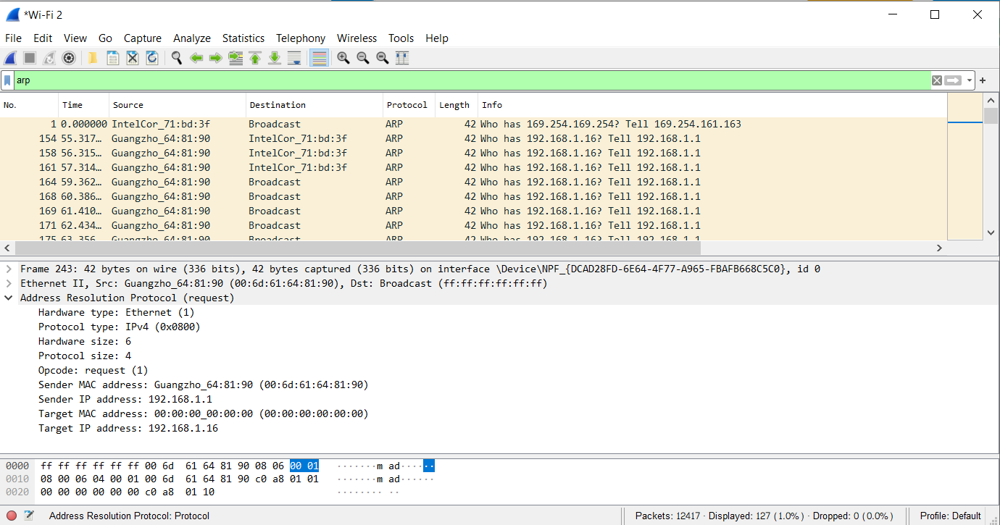 *Wi-Fi 2
File Edit View Go Capture Analyze Statistics Telephony Wireless Tools Help
arp
No. Time Source Destination Protocol Length Info
1 0.000000 IntelCor_71:bd:3f Broadcast ARP 42 Who has 169.254.169.254? Tell 169.254.161.163
154 55.317… Guangzho_64:81:90 IntelCor_71:bd:3f ARP 42 Who has 192.168.1.16? Tell 192.168.1.1
158 56.315… Guangzho_64:81:90 IntelCor_71:bd:3f ARP 42 Who has 192.168.1.16? Tell 192.168.1.1
161 57.314… Guangzho_64:81:90 IntelCor_71:bd:3f ARP 42 Who has 192.168.1.16? Tell 192.168.1.1
164 59.362… Guangzho_64:81:90 Broadcast ARP 42 Who has 192.168.1.16? Tell 192.168.1.1
168 60.386… Guangzho_64:81:90 Broadcast ARP 42 Who has 192.168.1.16? Tell 192.168.1.1
169 61.410… Guangzho_64:81:90 Broadcast ARP 42 Who has 192.168.1.16? Tell 192.168.1.1
171 62.434… Guangzho_64:81:90 Broadcast ARP 42 Who has 192.168.1.16? Tell 192.168.1.1
175 63.356… Guangzho_64:81:90 Broadcast ARP 42 Who has 192.168.1.16? Tell 192.168.1.1
Frame 243: 42 bytes on wire (336 bits), 42 bytes captured (336 bits) on interface \Device\NPF_{DCAD28FD-6E64-4F77-A965-FBAFB668C5C0}, id 0
Ethernet II, Src: Guangzho_64:81:90 (00:6d:61:64:81:90), Dst: Broadcast (ff:ff:ff:ff:ff:ff)
Address Resolution Protocol (request)
Hardware type: Ethernet (1)
Protocol type: IPv4 (0x0800)
Hardware size: 6
Protocol size: 4
Opcode: request (1)
Sender MAC address: Guangzho_64:81:90 (00:6d:61:64:81:90)
Sender IP address: 192.168.1.1
Target MAC address: 00:00:00_00:00:00 (00:00:00:00:00:00)
Target IP address: 192.168.1.16
0000 ff ff ff ff ff ff 00 6d 61 64 81 90 08 06 00 01 ·······m ad······
0010 08 00 06 04 00 01 00 6d 61 64 81 90 c0 a8 01 01 ·······m ad······
0020 00 00 00 00 00 00 c0 a8 01 10 ········ ··
Address Resolution Protocol: Protocol
Packets: 12417 · Displayed: 127 (1.0%) · Dropped: 0 (0.0%)
Profile: Default